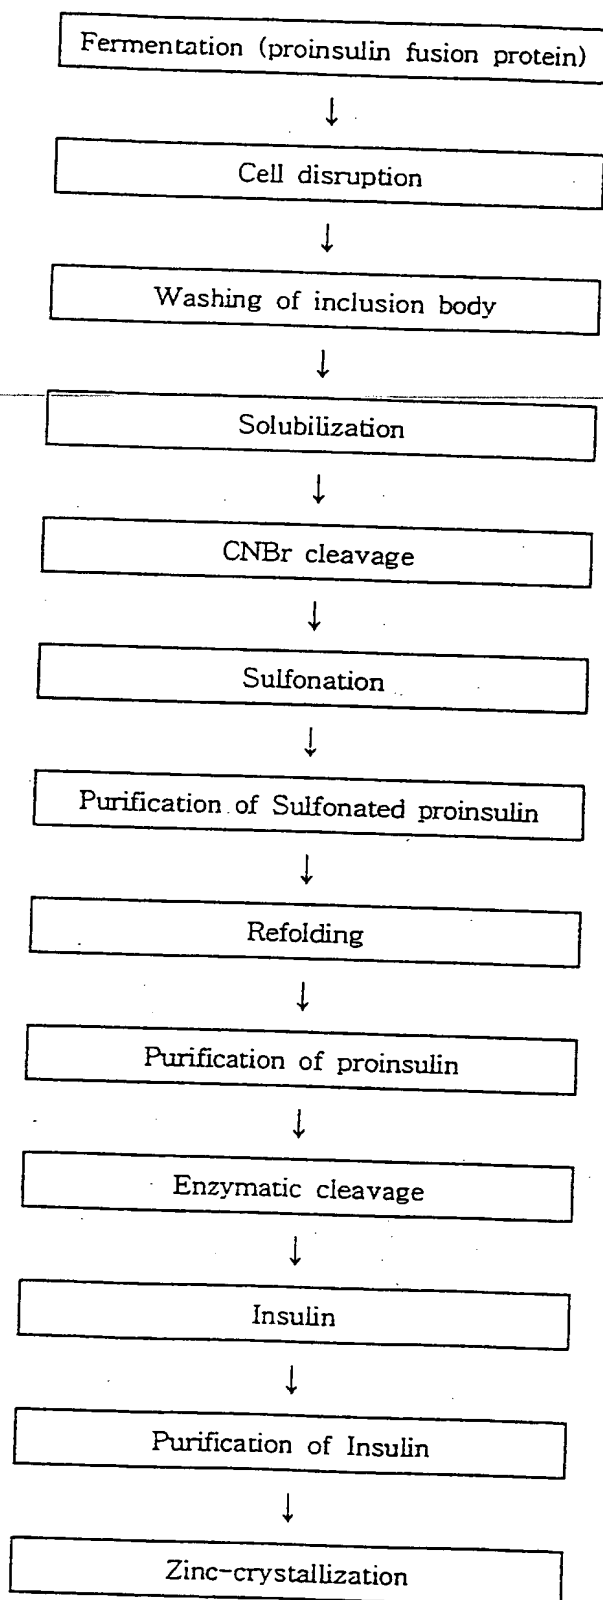 Fermentation (proinsulin fusion protein)
↓
Cell disruption
↓
Washing of inclusion body
↓
Solubilization
↓
CNBr cleavage
↓
Sulfonation
↓
Purification of Sulfonated proinsulin
↓
Refolding
↓
Purification of proinsulin
↓
Enzymatic cleavage
↓
Insulin
↓
Purification of Insulin
↓
Zinc-crystallization